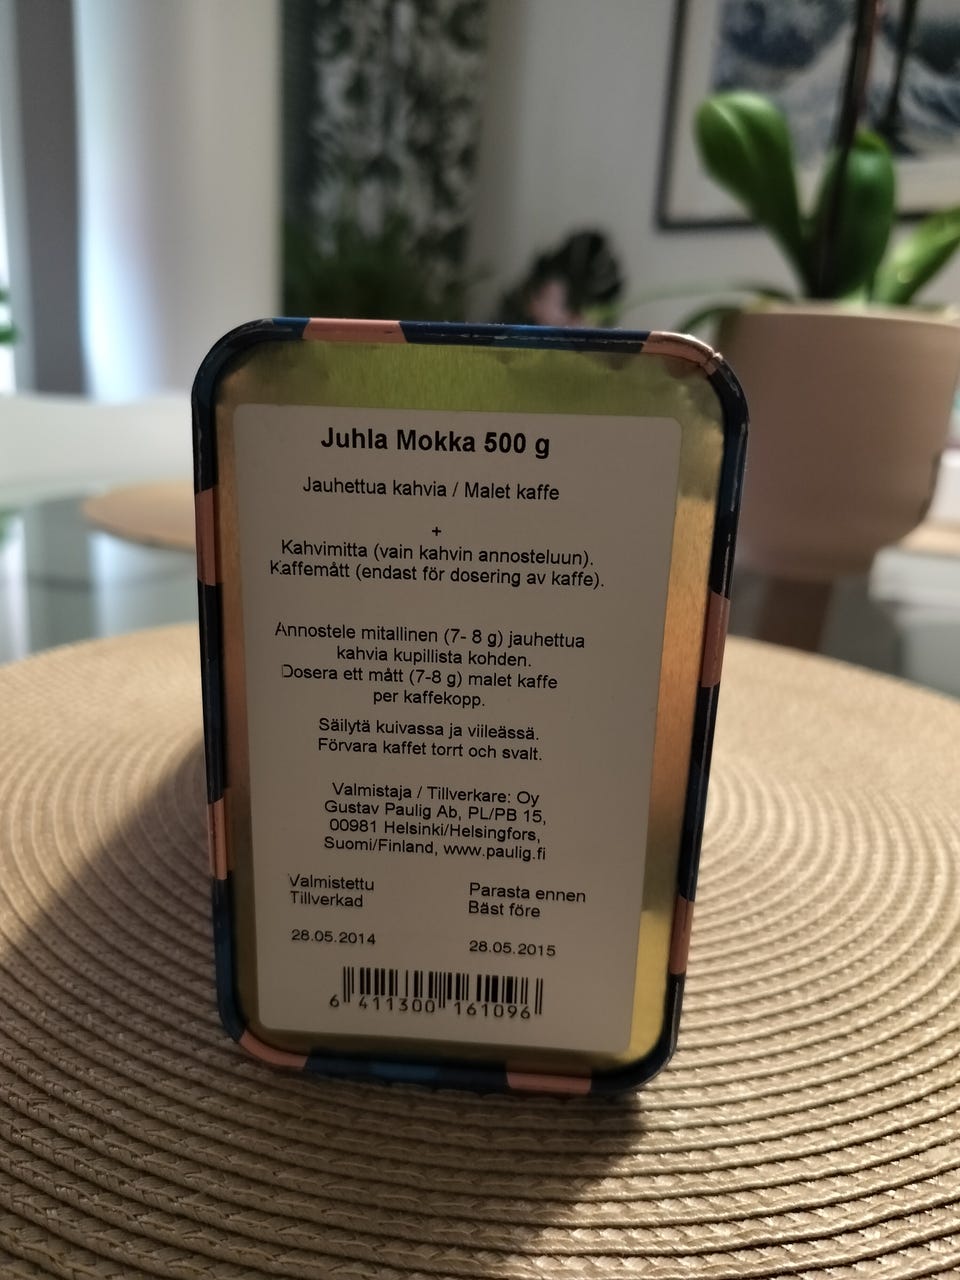 Juhla Mokka 500 g
Jauhettua kahvia / Malet kaffe
+
Kahvimitta (vain kahvin annosteluun).
Kaffemått (endast för dosering av kaffe).
Annostele mitallinen (7- 8 g) jauhettua
kahvia kupillista kohden.
Dosera ett mått (7-8 g) malet kaffe
per kaffekopp.
Säilytä kuivassa ja viileässä.
Förvara kaffet torrt och svalt.
Valmistaja / Tillverkare: Oy
Gustav Paulig Ab, PL/PB 15,
00981 Helsinki/Helsingfors,
Suomi/Finland, www.paulig.fi
Valmistettu
Tillverkad
28.05.2014
Parasta ennen
Bäst före
28.05.2015
6 411300 161096